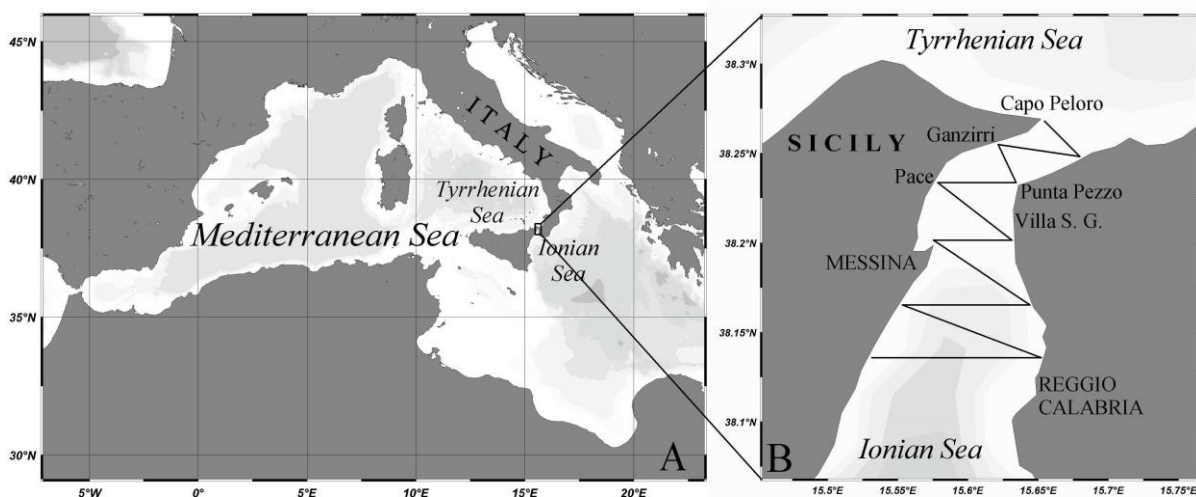 45°N
40°N
35°N
30°N
5°W
0°
5°E
10°E
15°E
20°E
ITALY
Tyrrhenian
Sea
Mediterranean Sea
Ionian
Sea
A
38.3°N
38.25°N
38.2°N
38.15°N
38.1°N
15.5°E
15.55°E
15.6°E
15.65°E
15.7°E
15.75°E
Tyrrhenian Sea
Capo Peloro
Ganzirri
SICILY
Pace
Punta Pezzo
Villa S. G.
MESSINA
REGGIO
CALABRIA
Ionian Sea
B